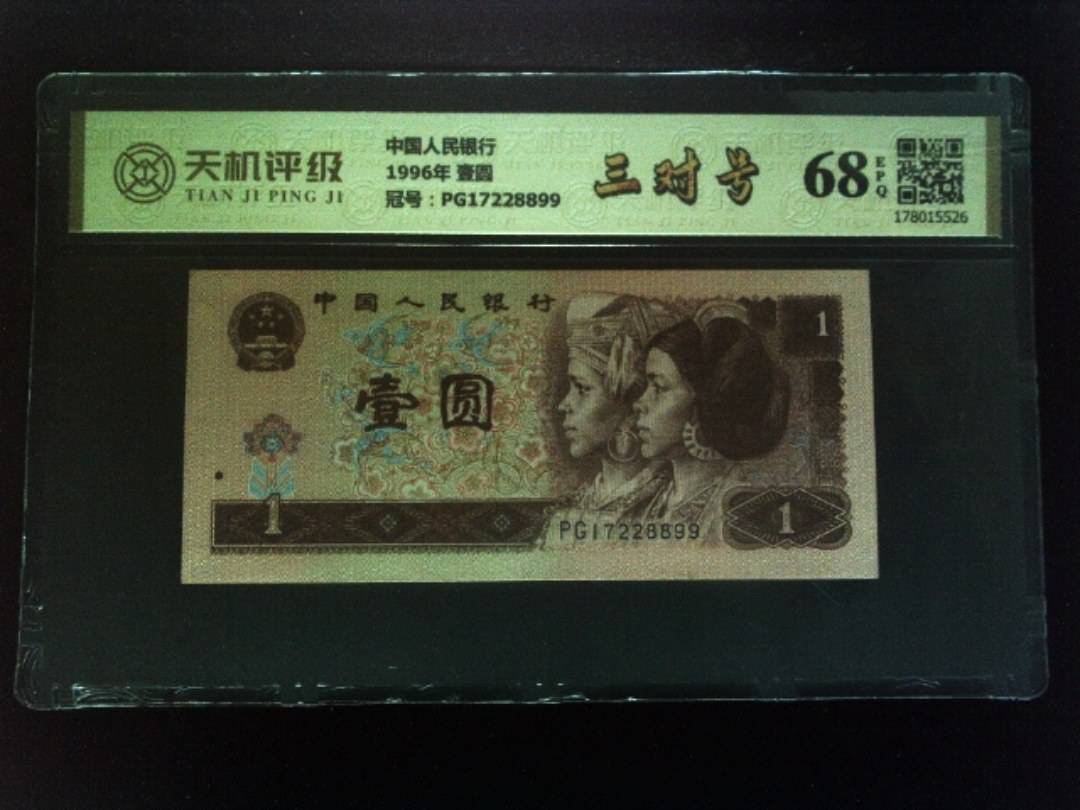 天机评级
TIAN JI PING JI
中国人民银行
1996年 壹圆
冠号：PG17228899
三对号
68
EPQ
178015526
中国人民银行
1
壹圆
1
PG17228899
1